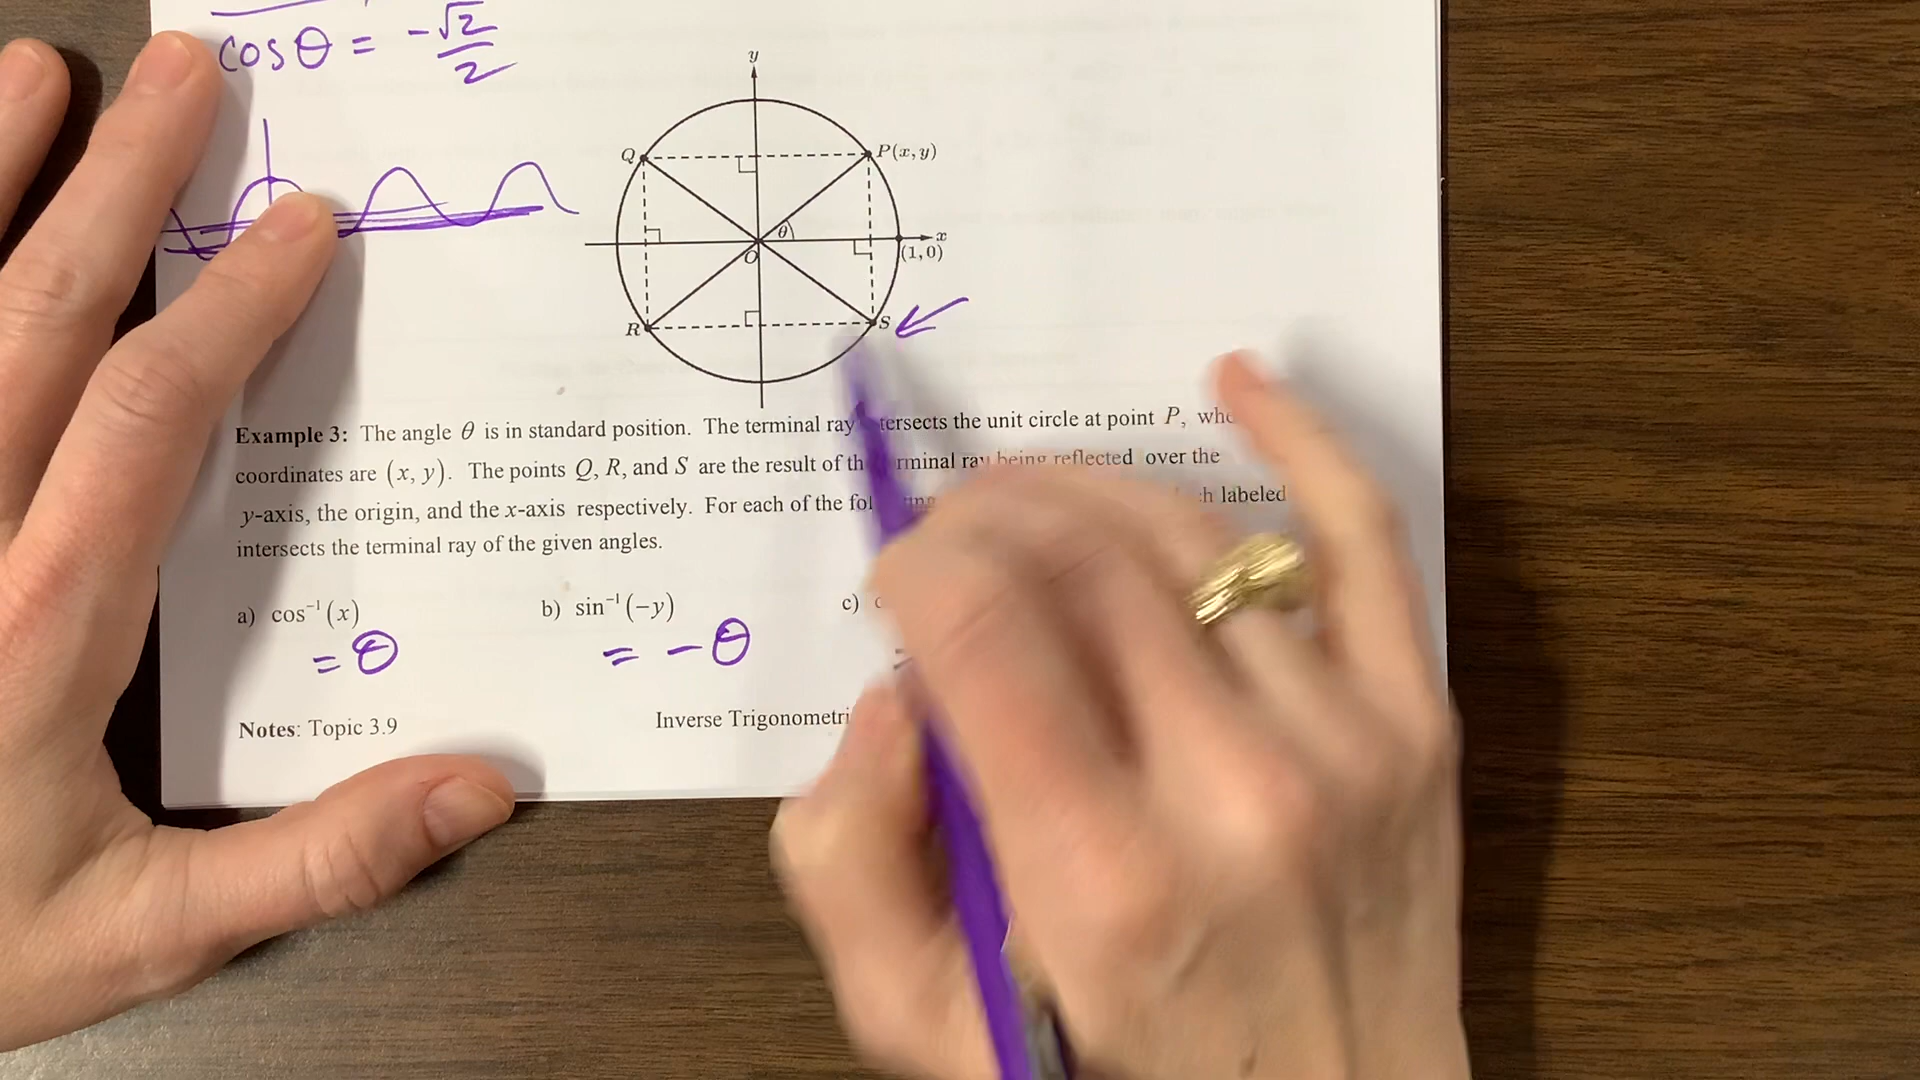 cos θ = -√2/2
y
Q
P(x, y)
θ
x
O
(1, 0)
R
S
Example 3: The angle θ is in standard position. The terminal ray tersects the unit circle at point P,
coordinates are (x, y). The points Q, R, and S are the result of th rminal ray being reflected over the
y-axis, the origin, and the x-axis respectively. For each of the labeled
intersects the terminal ray of the given angles.
a) cos⁻¹(x) b) sin⁻¹(−y) c)
= θ = −θ =
Notes: Topic 3.9 Inverse Trigonometri